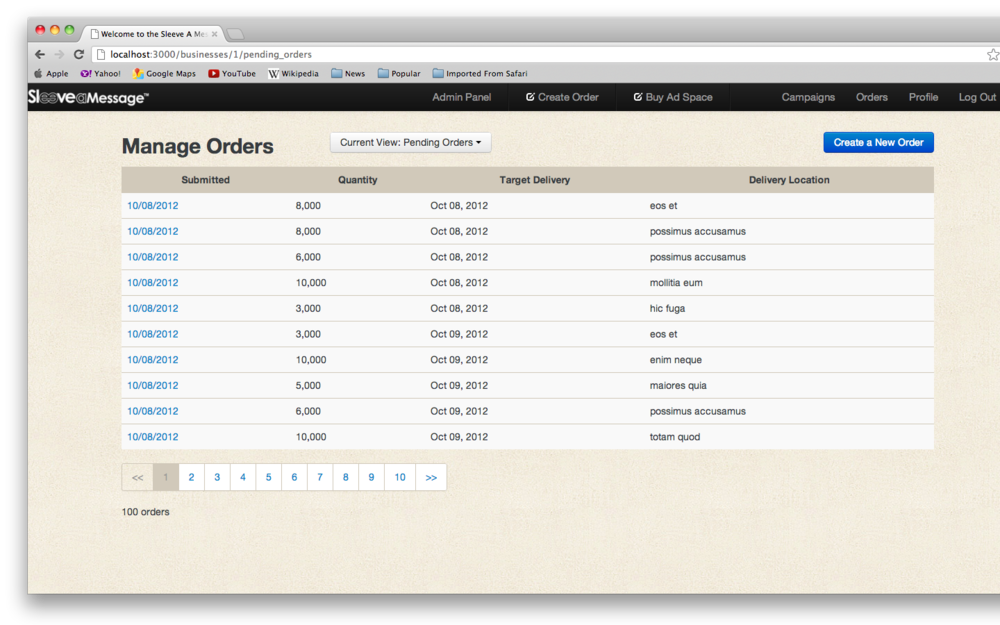 Welcome to the Sleeve A Mes
localhost:3000/businesses/1/pending_orders
Apple Yahoo! Google Maps YouTube Wikipedia News Popular Imported From Safari
SleeveaMessage™ Admin Panel Create Order Buy Ad Space Campaigns Orders Profile Log Out
Manage Orders Current View: Pending Orders Create a New Order
Submitted Quantity Target Delivery Delivery Location
10/08/2012 8,000 Oct 08, 2012 eos et
10/08/2012 8,000 Oct 08, 2012 possimus accusamus
10/08/2012 6,000 Oct 08, 2012 possimus accusamus
10/08/2012 10,000 Oct 08, 2012 mollitia eum
10/08/2012 3,000 Oct 08, 2012 hic fuga
10/08/2012 3,000 Oct 09, 2012 eos et
10/08/2012 10,000 Oct 09, 2012 enim neque
10/08/2012 5,000 Oct 09, 2012 maiores quia
10/08/2012 6,000 Oct 09, 2012 possimus accusamus
10/08/2012 10,000 Oct 09, 2012 totam quod
<< 1 2 3 4 5 6 7 8 9 10 >>
100 orders